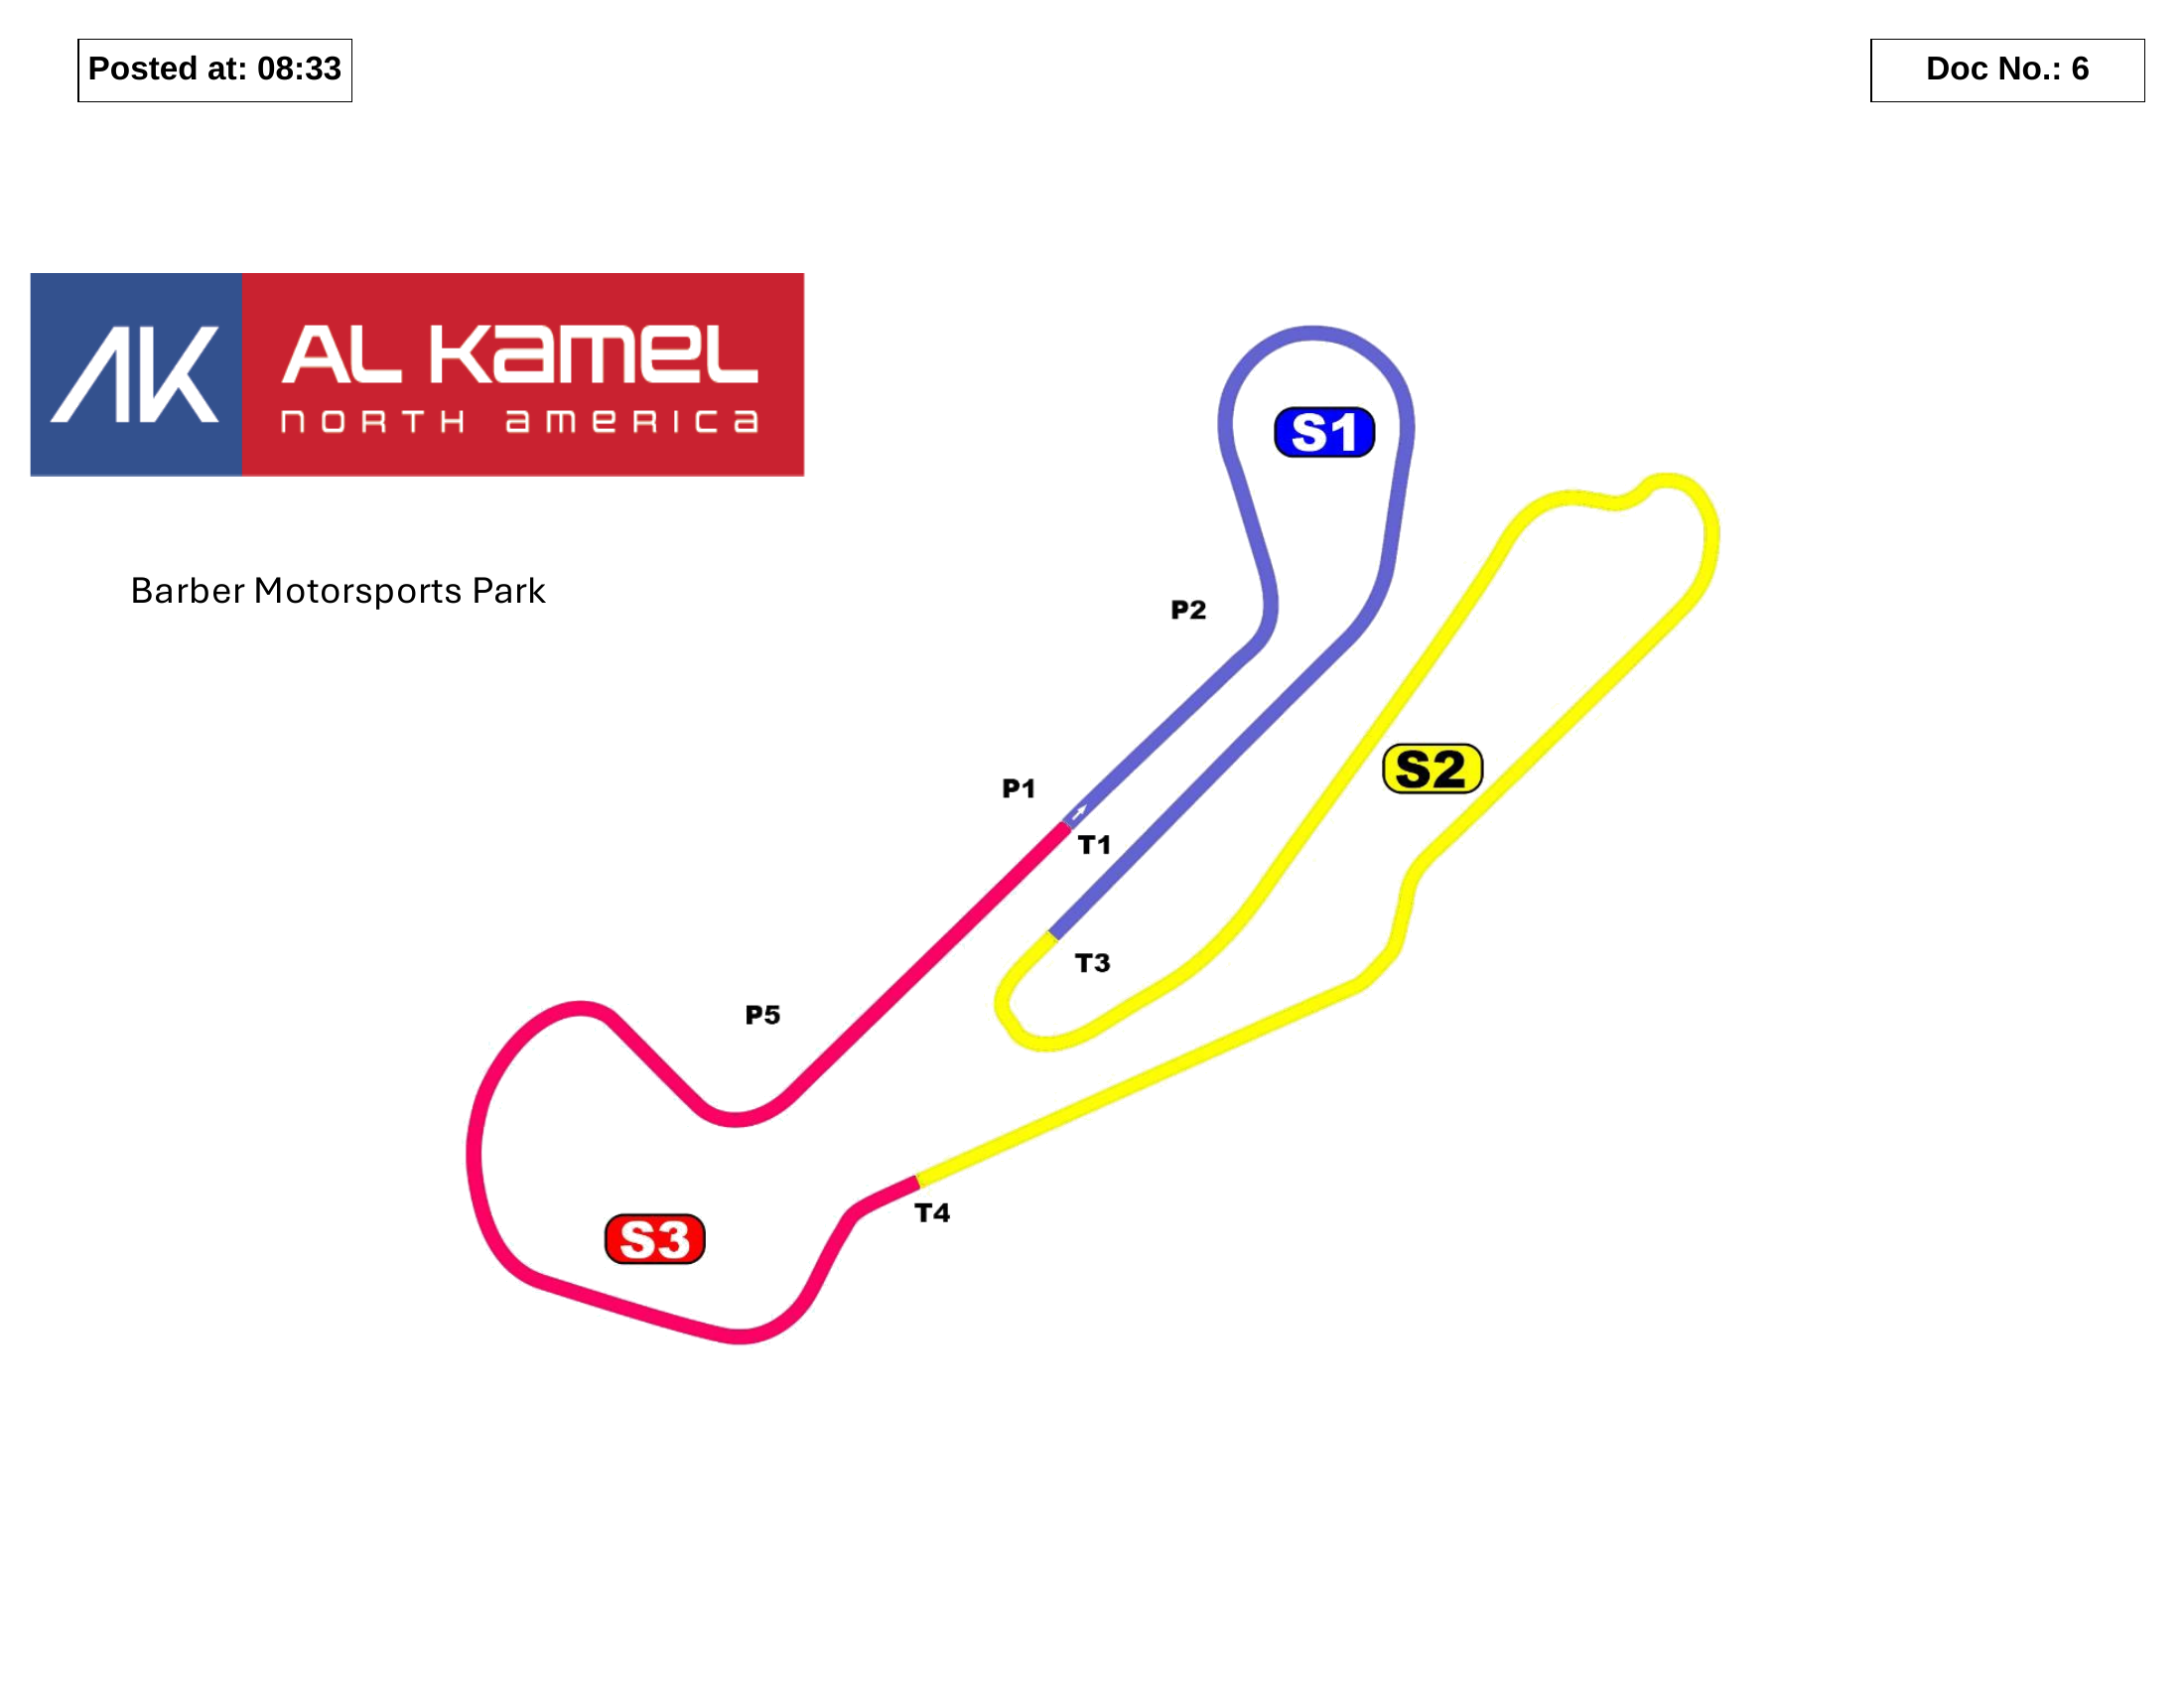 Posted at: 08:33
Doc No.: 6
AK
AL KAMEL
NORTH AMERICA
Barber Motorsports Park
S1
P2
S2
P1
T1
T3
P5
T4
S3